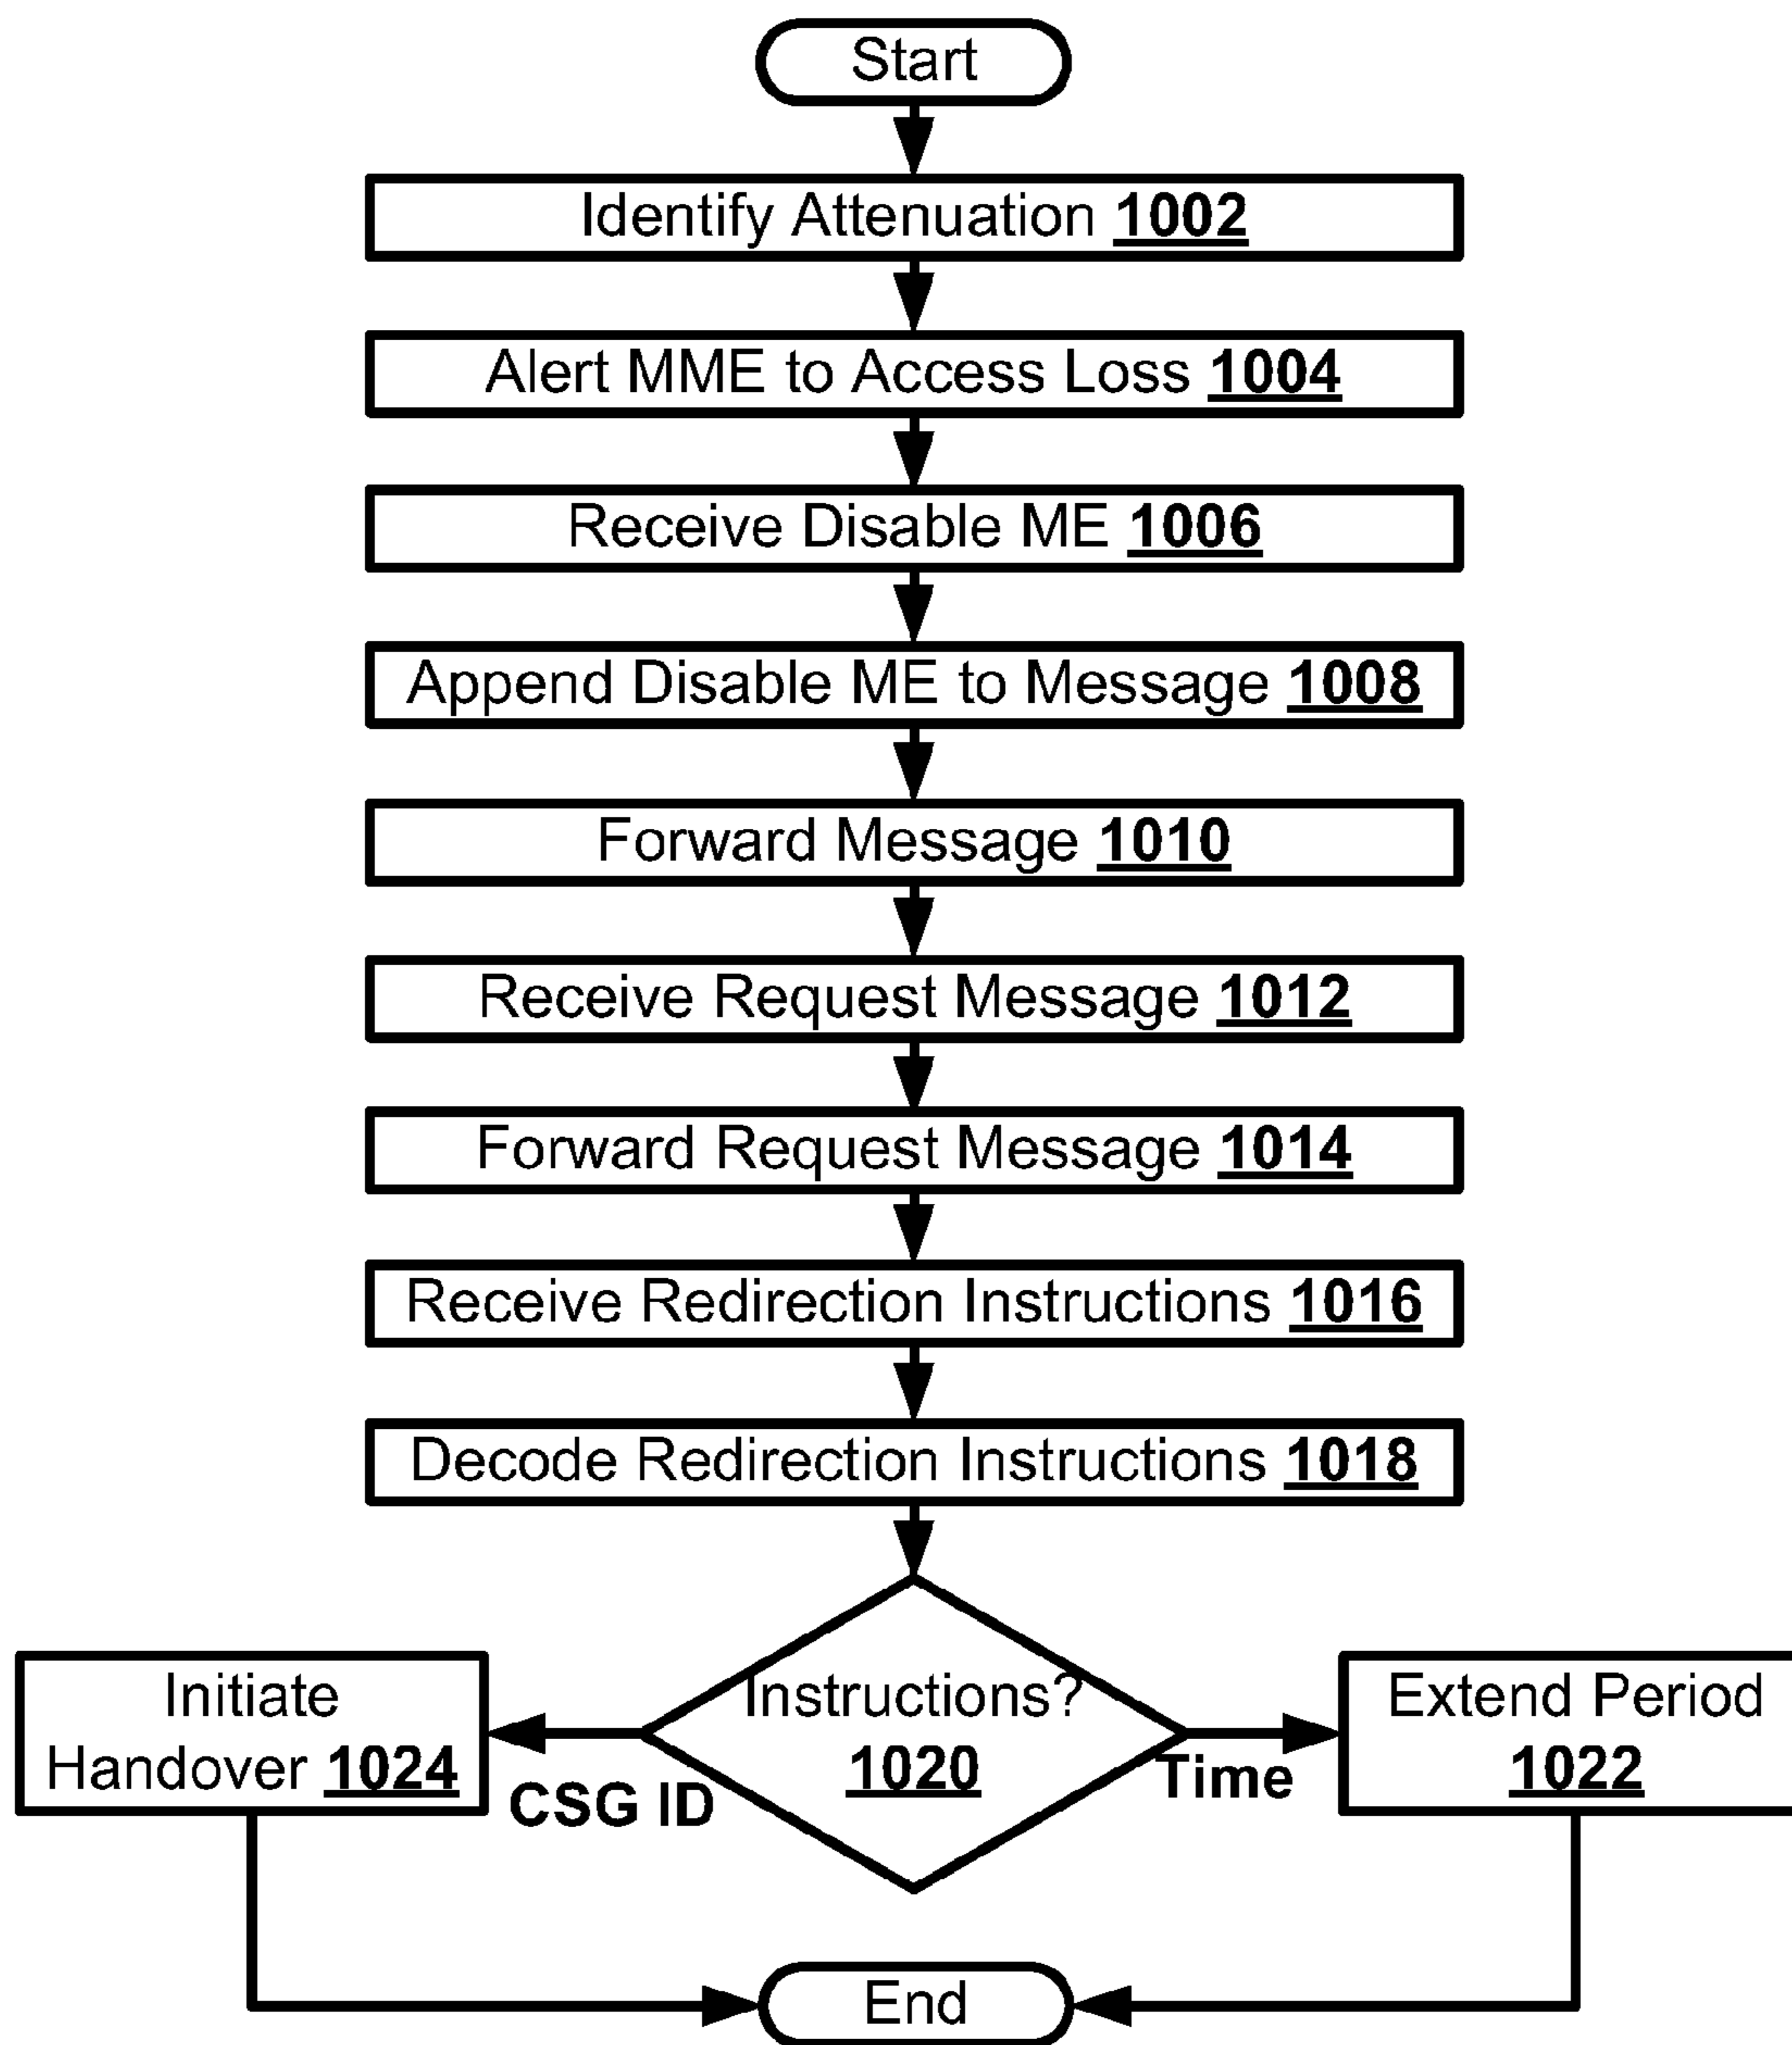 Start
Identify Attenuation 1002
Alert MME to Access Loss 1004
Receive Disable ME 1006
Append Disable ME to Message 1008
Forward Message 1010
Receive Request Message 1012
Forward Request Message 1014
Receive Redirection Instructions 1016
Decode Redirection Instructions 1018
Instructions?
1020
CSG ID
Time
Initiate
Handover 1024
Extend Period
1022
End